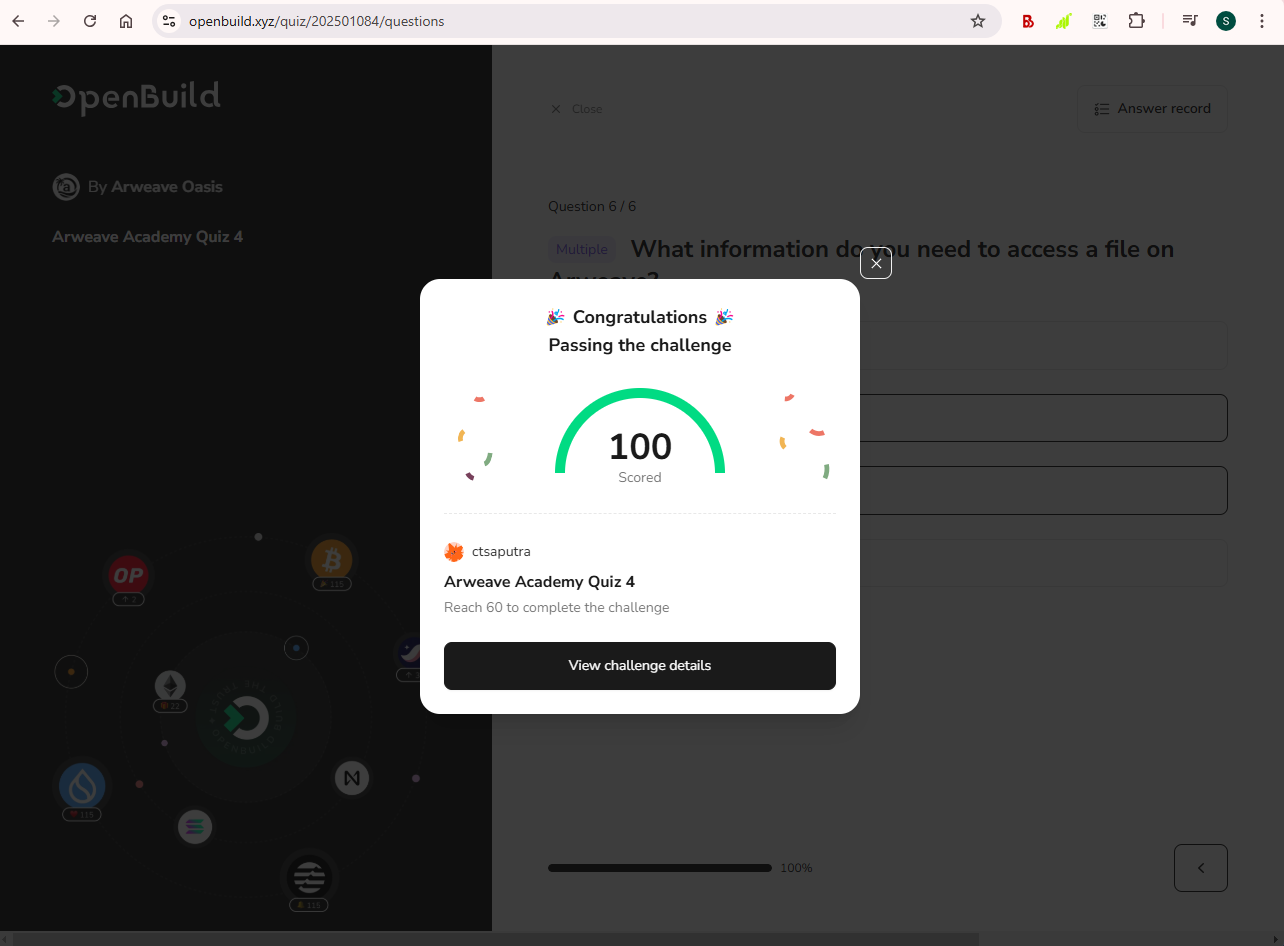 openbuild.xyz/quiz/202501084/questions
S
OpenBuild
Close
Answer record
By Arweave Oasis
Arweave Academy Quiz 4
Question 6 / 6
Multiple What information do you need to access a file on
Arweave?
Congratulations
Passing the challenge
100
Scored
ctsaputra
Arweave Academy Quiz 4
Reach 60 to complete the challenge
View challenge details
OP
7
115
22
115
115
100%